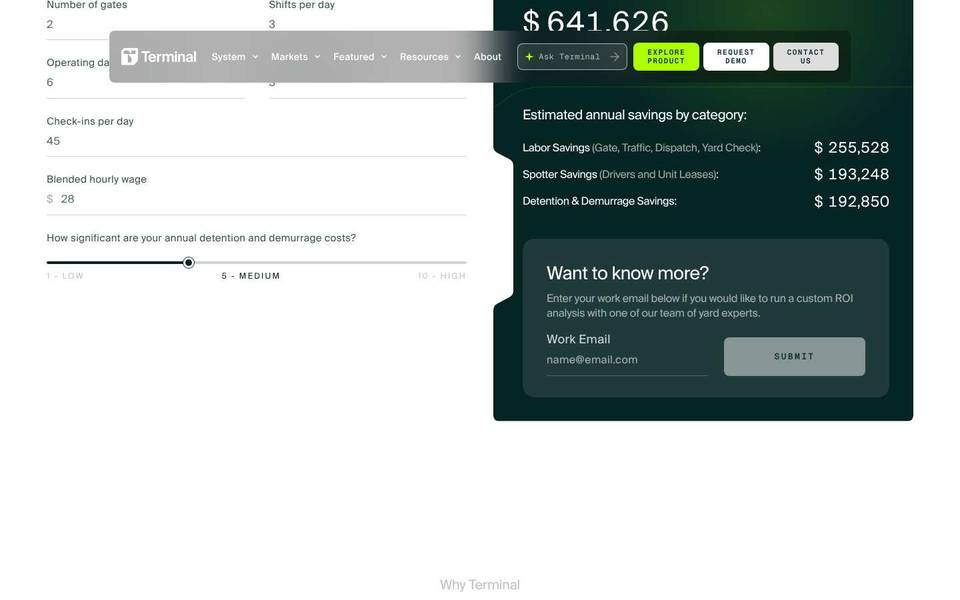 Number of gates
Shifts per day
2
3
$ 641,626
Terminal
System
Markets
Featured
Resources
About
Ask Terminal
EXPLORE
PRODUCT
REQUEST
DEMO
CONTACT
US
6
Check-ins per day
45
Blended hourly wage
$ 28
How significant are your annual detention and demurrage costs?
1 - LOW
5 - MEDIUM
10 - HIGH
Estimated annual savings by category:
Labor Savings (Gate, Traffic, Dispatch, Yard Check):
$ 255,528
Spotter Savings (Drivers and Unit Leases):
$ 193,248
Detention & Demurrage Savings:
$ 192,850
Want to know more?
Enter your work email below if you would like to run a custom ROI
analysis with one of our team of yard experts.
Work Email
name@email.com
SUBMIT
Why Terminal